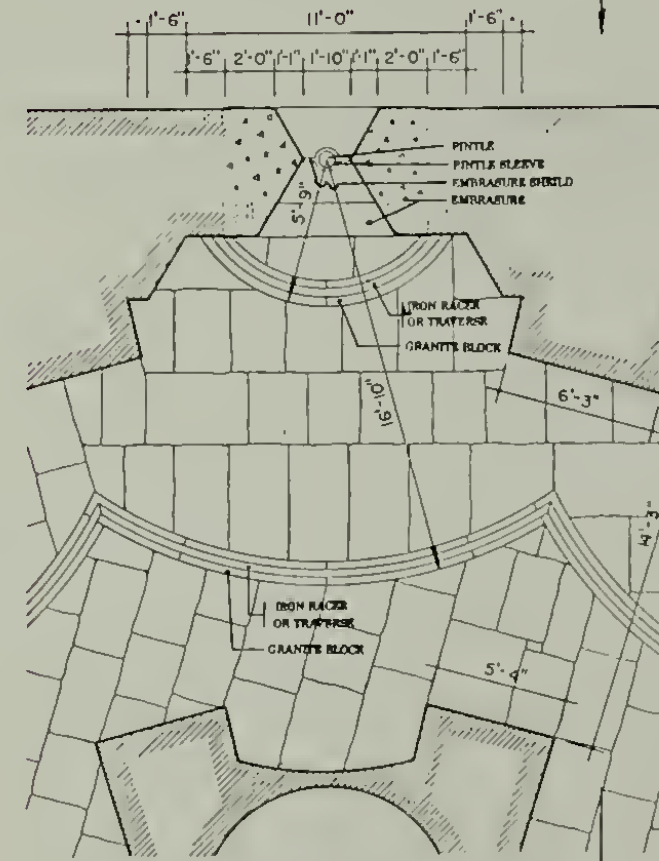 1'-6" 11'-0" 1'-6"
1'-6" 2'-0" 1'-1" 1'-10" 1'-1" 2'-0" 1'-6"
PINTLE
PINTLE SLEEVE
EMBRASURE SHEILD
EMBRASURE
5'-9"
IRON RACER
OR TRAVERSE
GRANITE BLOCK
16'-10"
6'-3"
IRON RACER
OR TRAVERSE
GRANITE BLOCK
5'-4"